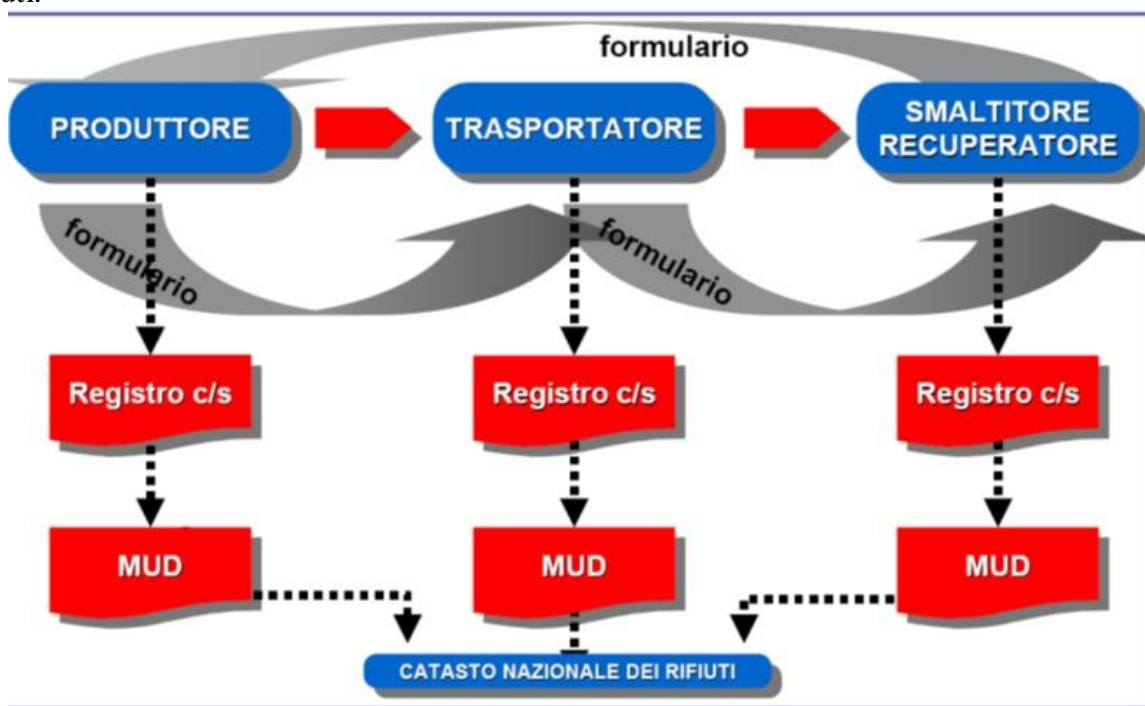 formulario
PRODUTTORE
TRASPORTATORE
SMALTITORE
RECUPERATORE
formulario
formulario
Registro c/s
Registro c/s
Registro c/s
MUD
MUD
MUD
CATASTO NAZIONALE DEI RIFIUTI